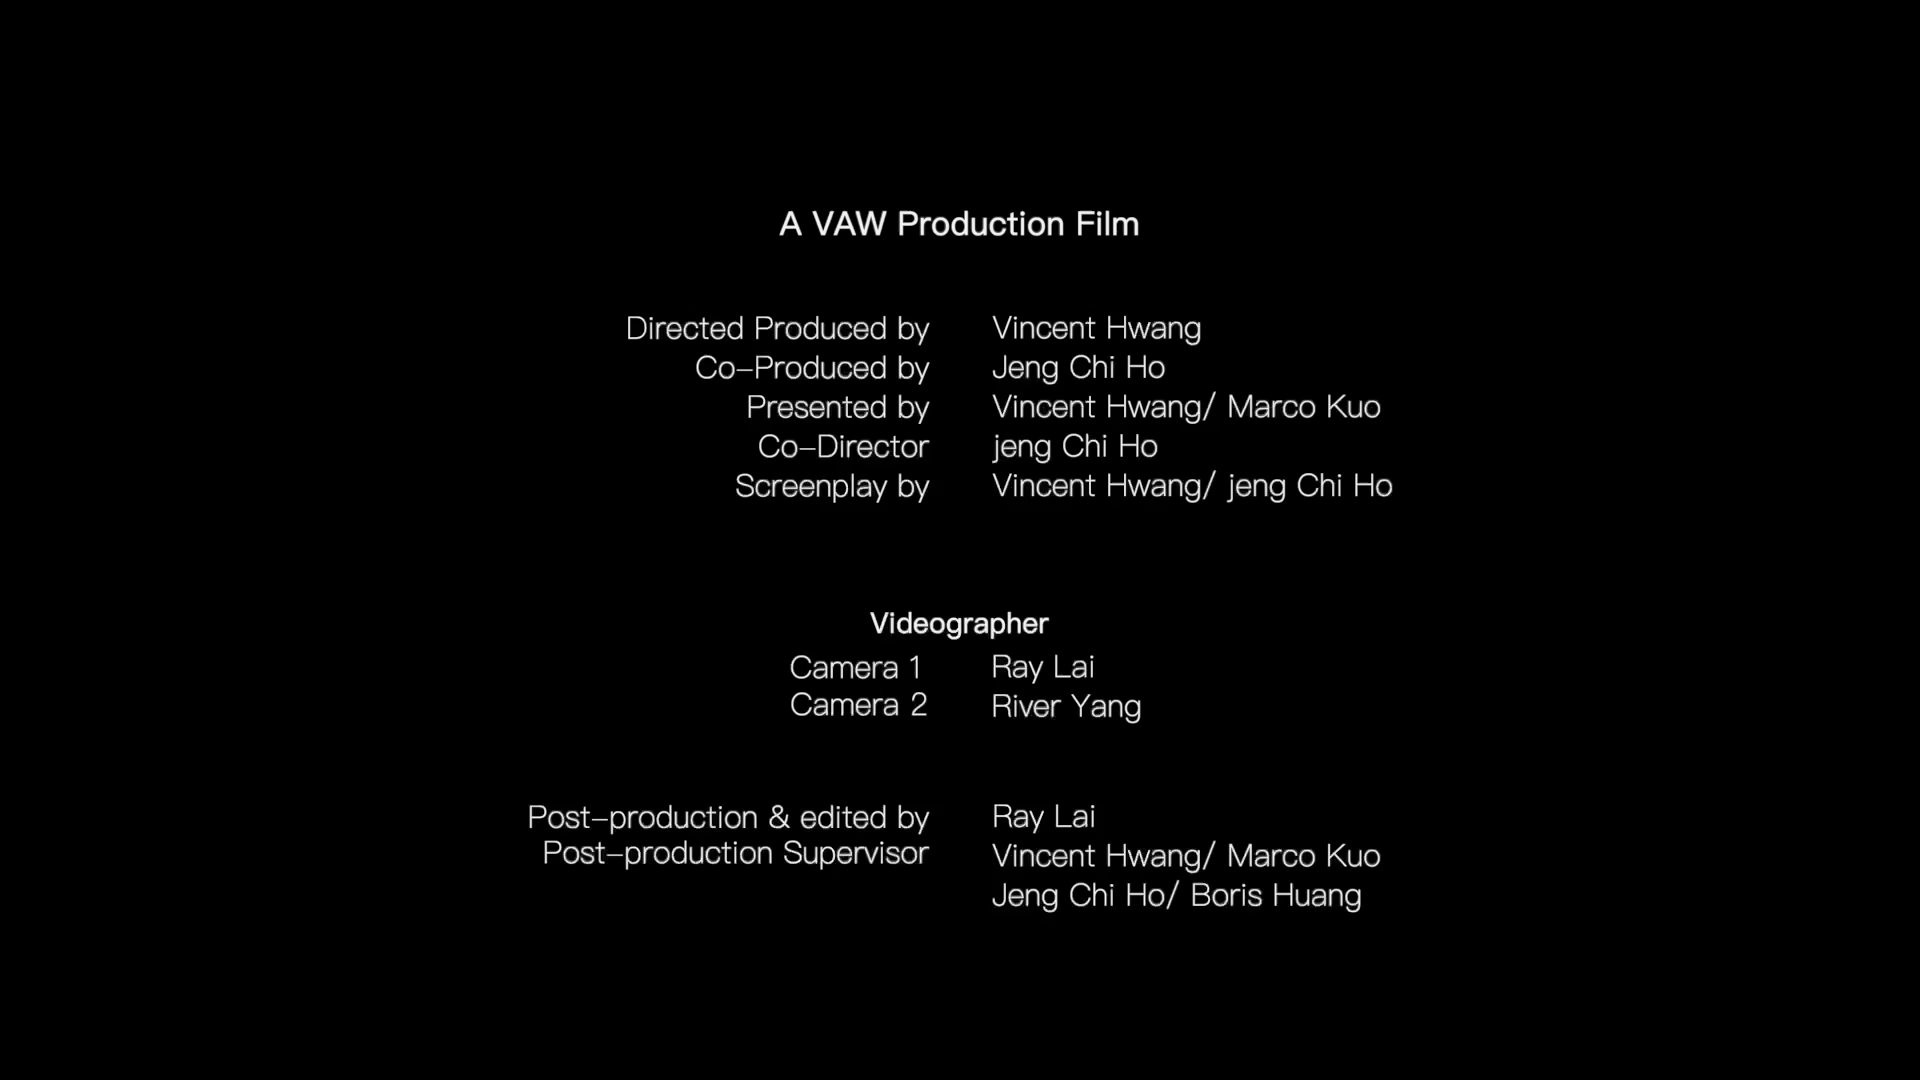 A VAW Production Film
Directed Produced by Vincent Hwang
Co-Produced by Jeng Chi Ho
Presented by Vincent Hwang/ Marco Kuo
Co-Director jeng Chi Ho
Screenplay by Vincent Hwang/ jeng Chi Ho
Videographer
Camera 1 Ray Lai
Camera 2 River Yang
Post-production & edited by Ray Lai
Post-production Supervisor Vincent Hwang/ Marco Kuo
Jeng Chi Ho/ Boris Huang